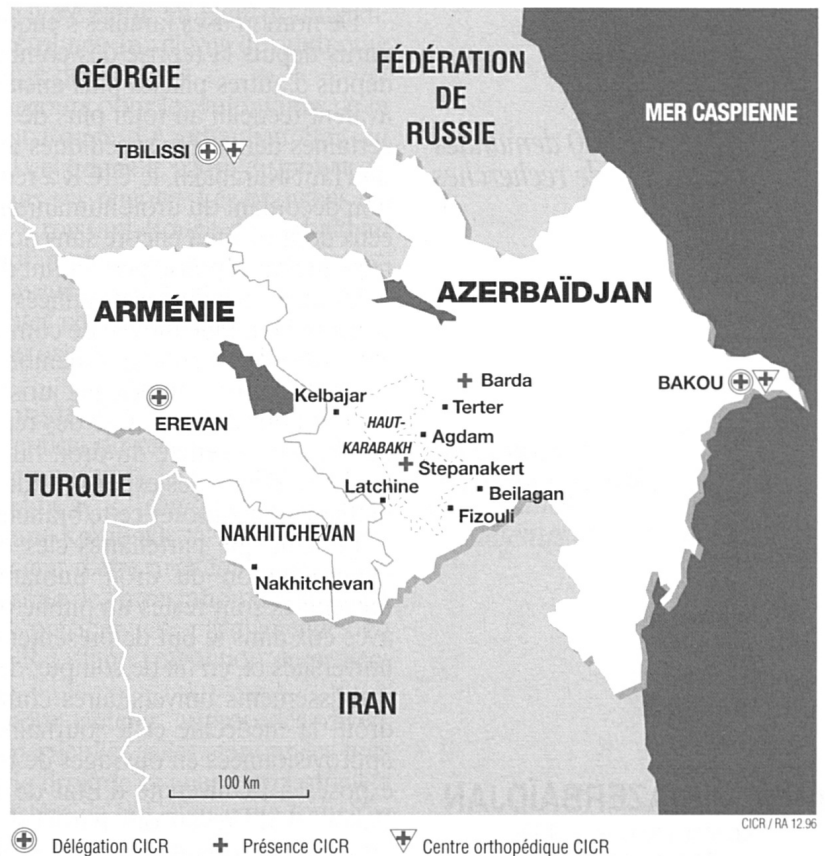 GÉORGIE
FÉDÉRATION
DE
RUSSIE
MER CASPIENNE
TBILISSI
ARMÉNIE
AZERBAÏDJAN
Kelbajar
Barda
BAKOU
Terter
EREVAN
HAUT-
KARABAKH
Agdam
Stepanakert
TURQUIE
Latchine
Beilagan
Fizouli
NAKHITCHEVAN
Nakhitchevan
IRAN
100 Km
CICR / RA 12.96
Délégation CICR
Présence CICR
Centre orthopédique CICR